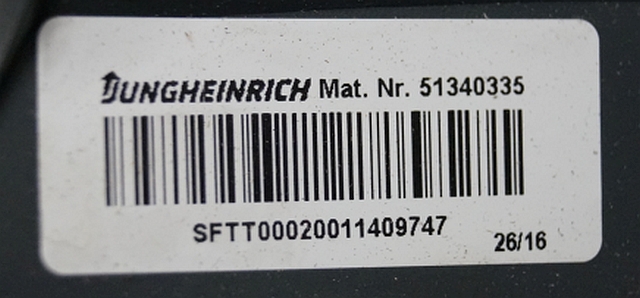 JUNGHEINRICH Mat. Nr. 51340335
SFTT00020011409747
26/16